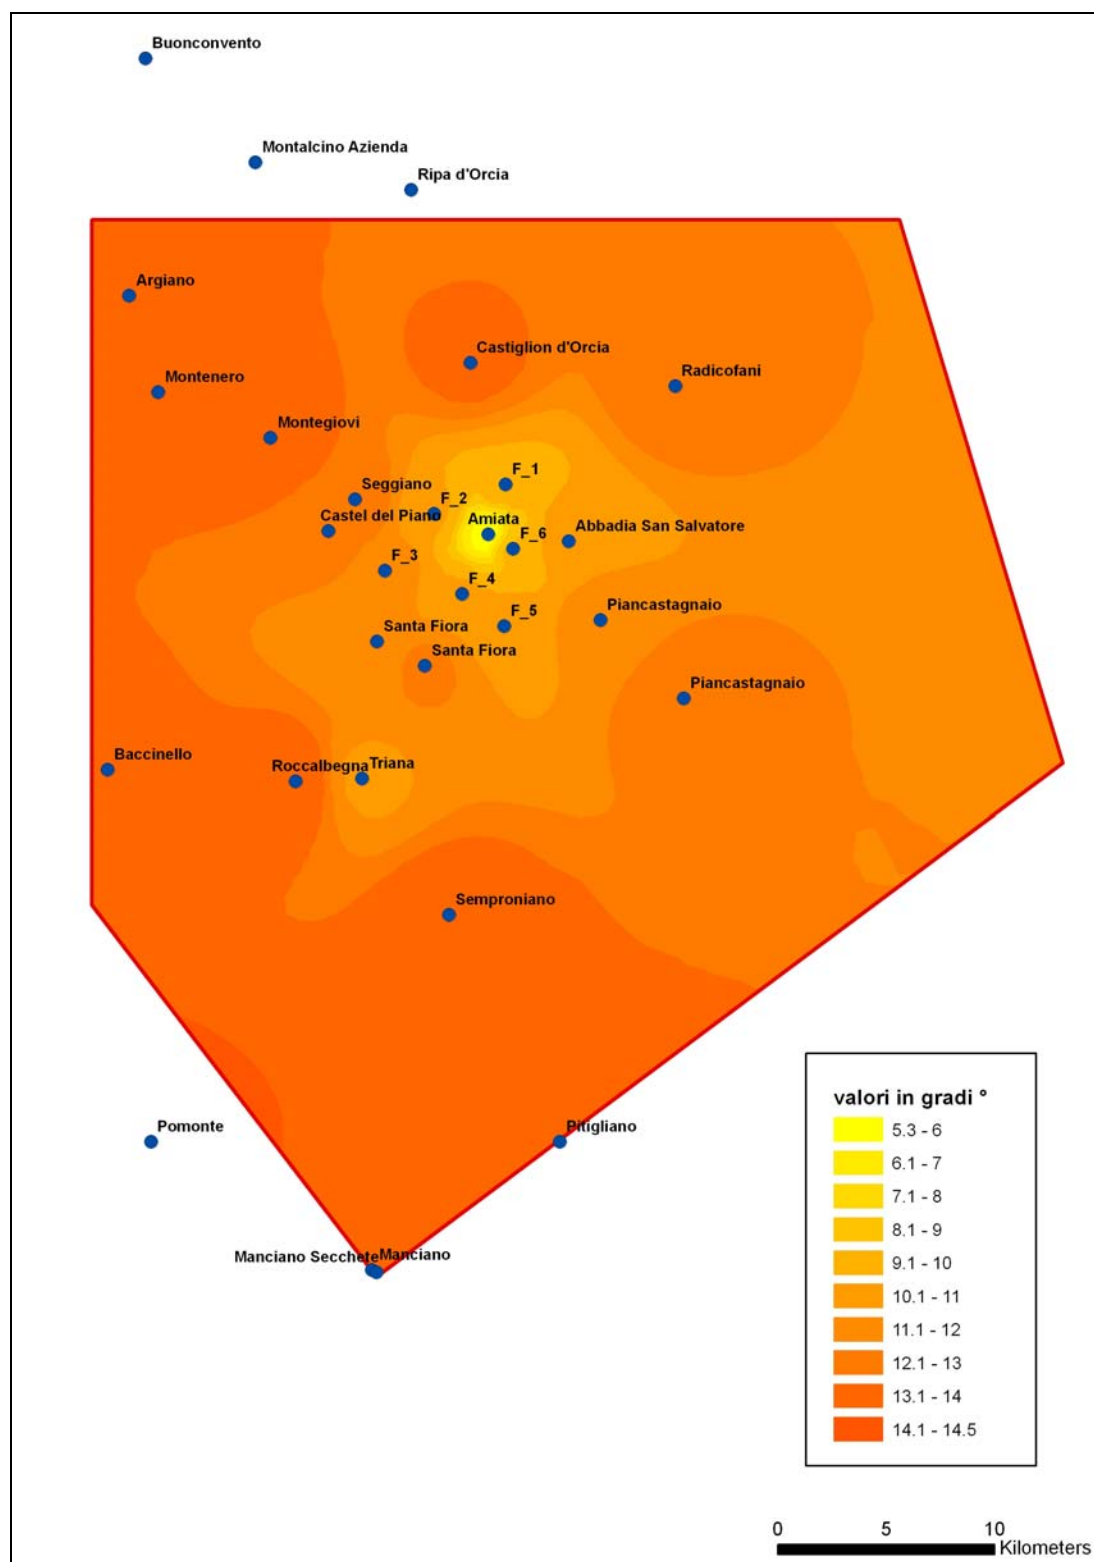 Buonconvento
Montalcino Azienda
Ripa d'Orcia
Argiano
Castiglion d'Orcia
Radicofani
Montenero
Montegiovi
F_1
Seggiano
F_2
Castel del Piano
Amiata
F_6
Abbadia San Salvatore
F_3
F_4
F_5
Piancastagnaio
Santa Fiora
Santa Fiora
Piancastagnaio
Baccinello
Roccalbegna
Triana
Semproniano
Pomonte
Pitigliano
Manciano Secchete
Manciano
valori in gradi °
5.3 - 6
6.1 - 7
7.1 - 8
8.1 - 9
9.1 - 10
10.1 - 11
11.1 - 12
12.1 - 13
13.1 - 14
14.1 - 14.5
0 5 10
Kilometers